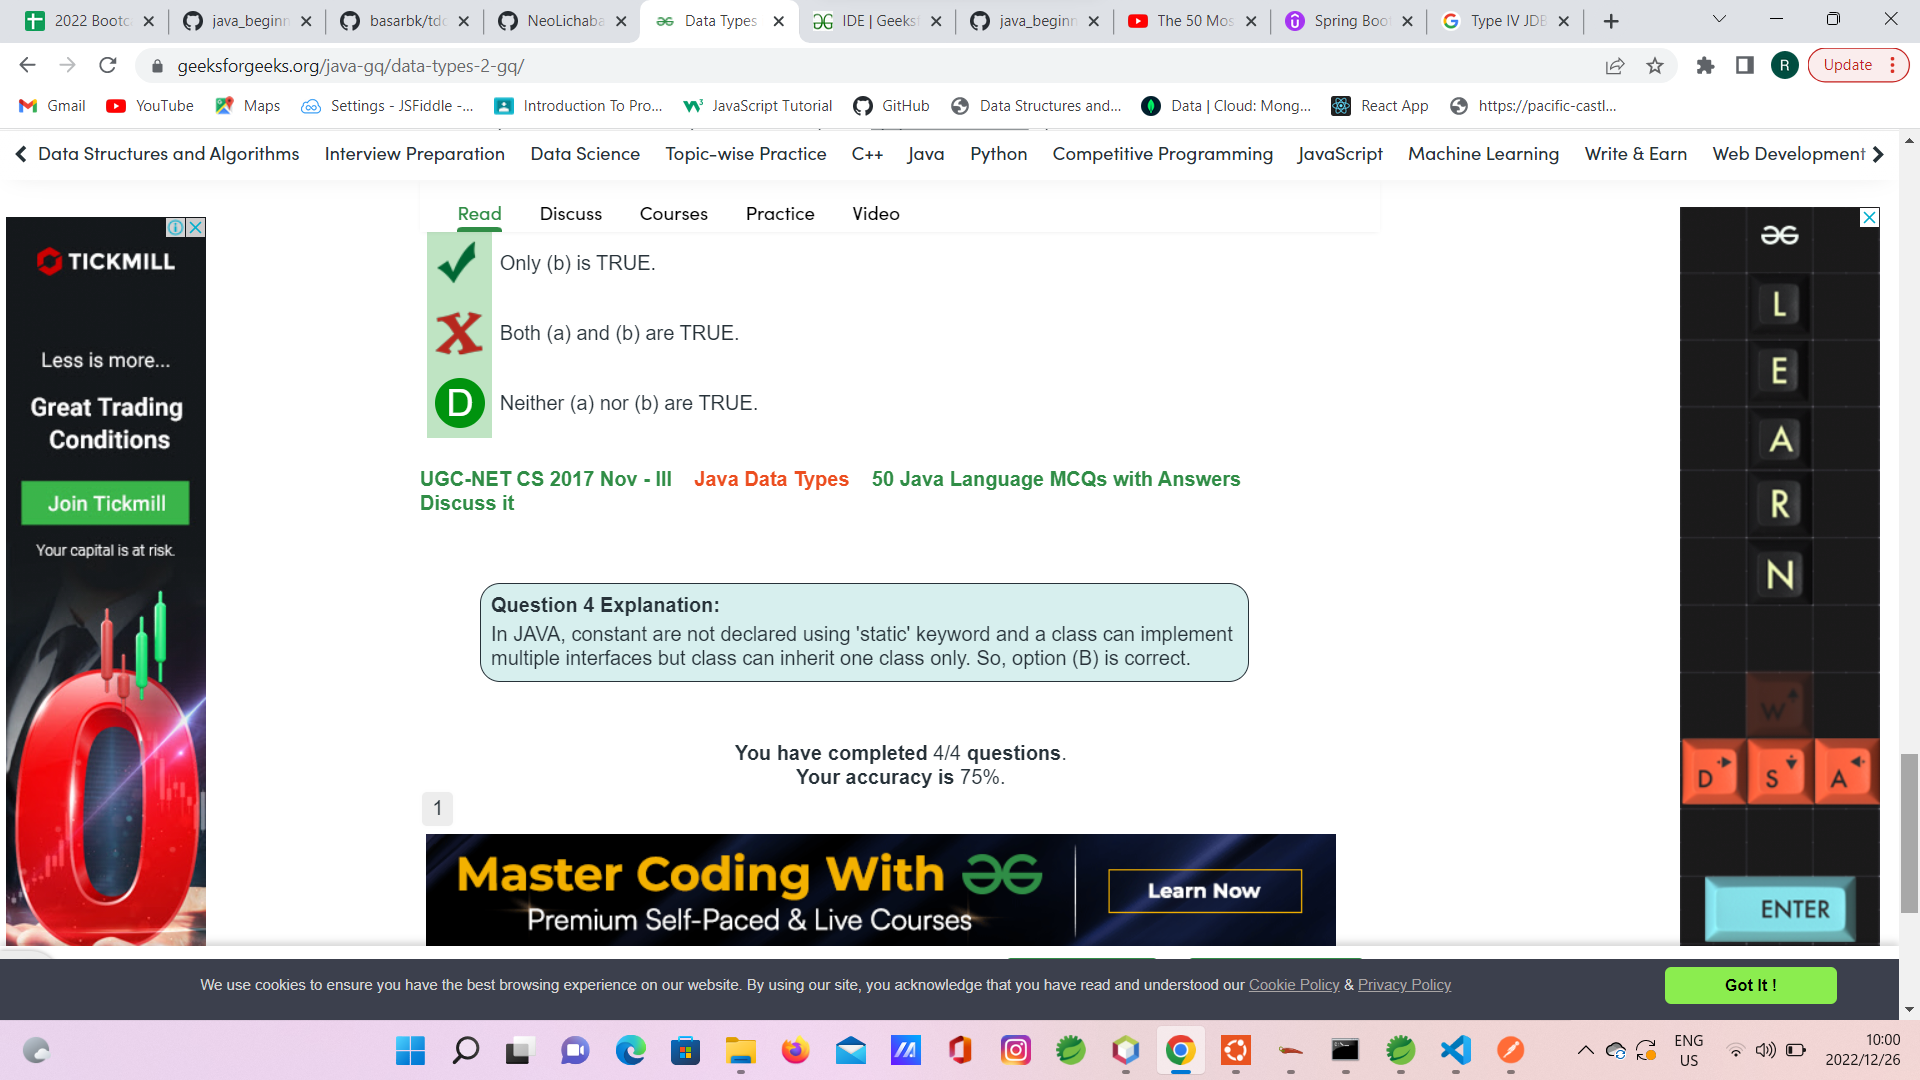 2022 Bootca
java_beginn
basarbk/tdd
NeoLichaba
Data Types
IDE | Geeks
java_beginn
The 50 Mos
Spring Boo
Type IV JDB
geeksforgeeks.org/java-gq/data-types-2-gq/
R
Update
Gmail
YouTube
Maps
Settings - JSFiddle -...
Introduction To Pro...
JavaScript Tutorial
GitHub
Data Structures and...
Data | Cloud: Mong...
React App
https://pacific-castl...
Data Structures and Algorithms
Interview Preparation
Data Science
Topic-wise Practice
C++
Java
Python
Competitive Programming
JavaScript
Machine Learning
Write & Earn
Web Development
Read
Discuss
Courses
Practice
Video
Only (b) is TRUE.
X
Both (a) and (b) are TRUE.
D
Neither (a) nor (b) are TRUE.
UGC-NET CS 2017 Nov - III Java Data Types 50 Java Language MCQs with Answers
Discuss it
Question 4 Explanation:
In JAVA, constant are not declared using 'static' keyword and a class can implement
multiple interfaces but class can inherit one class only. So, option (B) is correct.
You have completed 4/4 questions.
Your accuracy is 75%.
1
Master Coding With
Premium Self-Paced & Live Courses
Learn Now
TICKMILL
Less is more...
Great Trading
Conditions
Join Tickmill
Your capital is at risk.
0
L
E
A
R
N
W
D
S
A
ENTER
We use cookies to ensure you have the best browsing experience on our website. By using our site, you acknowledge that you have read and understood our Cookie Policy & Privacy Policy
Got It !
ENG
US
10:00
2022/12/26